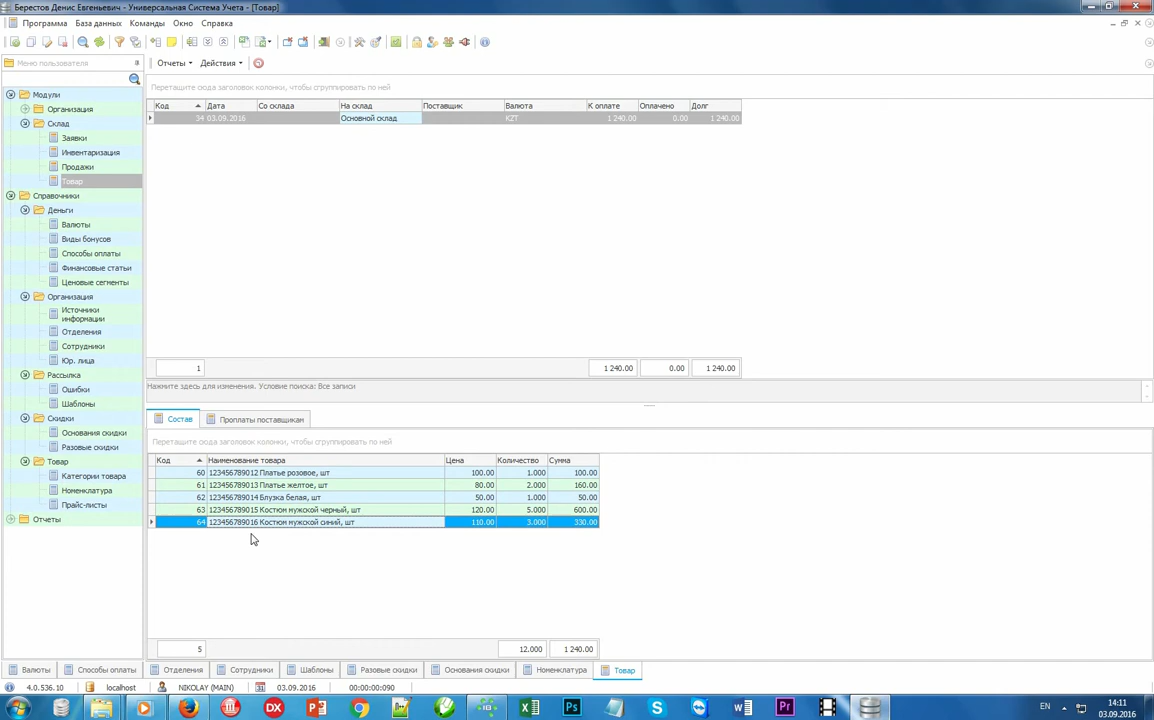 Берестов Денис Евгеньевич - Универсальная Система Учета - [Товар]
Программа База данных Команды Окно Справка
Меню пользователя
Отчеты Действия
Модули
Организация
Склад
Заявки
Инвентаризация
Продажи
Товар
Справочники
Деньги
Валюты
Виды бонусов
Способы оплаты
Финансовые статьи
Ценовые сегменты
Организация
Источники
информации
Отделения
Сотрудники
Юр. лица
Рассылка
Ошибки
Шаблоны
Скидки
Основания скидки
Разовые скидки
Товар
Категории товара
Номенклатура
Прайс-листы
Отчеты
Перетащите сюда заголовок колонки, чтобы сгруппировать по ней
Код Дата Со склада На склад Поставщик Валюта К оплате Оплачено Долг
34 03.09.2016 Основной склад KZT 1 240.00 0.00 1 240.00
1 1 240.00 0.00 1 240.00
Нажмите здесь для изменения. Условие поиска: Все записи
Состав Проплаты поставщикам
Перетащите сюда заголовок колонки, чтобы сгруппировать по ней
Код Наименование товара Цена Количество Сумма
60 123456789012 Платье розовое, шт 100.00 1.000 100.00
61 123456789013 Платье желтое, шт 80.00 2.000 160.00
62 123456789014 Блузка белая, шт 50.00 1.000 50.00
63 123456789015 Костюм мужской черный, шт 120.00 5.000 600.00
64 123456789016 Костюм мужской синий, шт 110.00 3.000 330.00
5 12.000 1 240.00
Валюты Способы оплаты Отделения Сотрудники Шаблоны Разовые скидки Основания скидки Номенклатура Товар
4.0.536.10 localhost NIKOLAY (MAIN) 31 03.09.2016 00:00:00:090
DX Ps Pr EN 14:11
03.09.2016